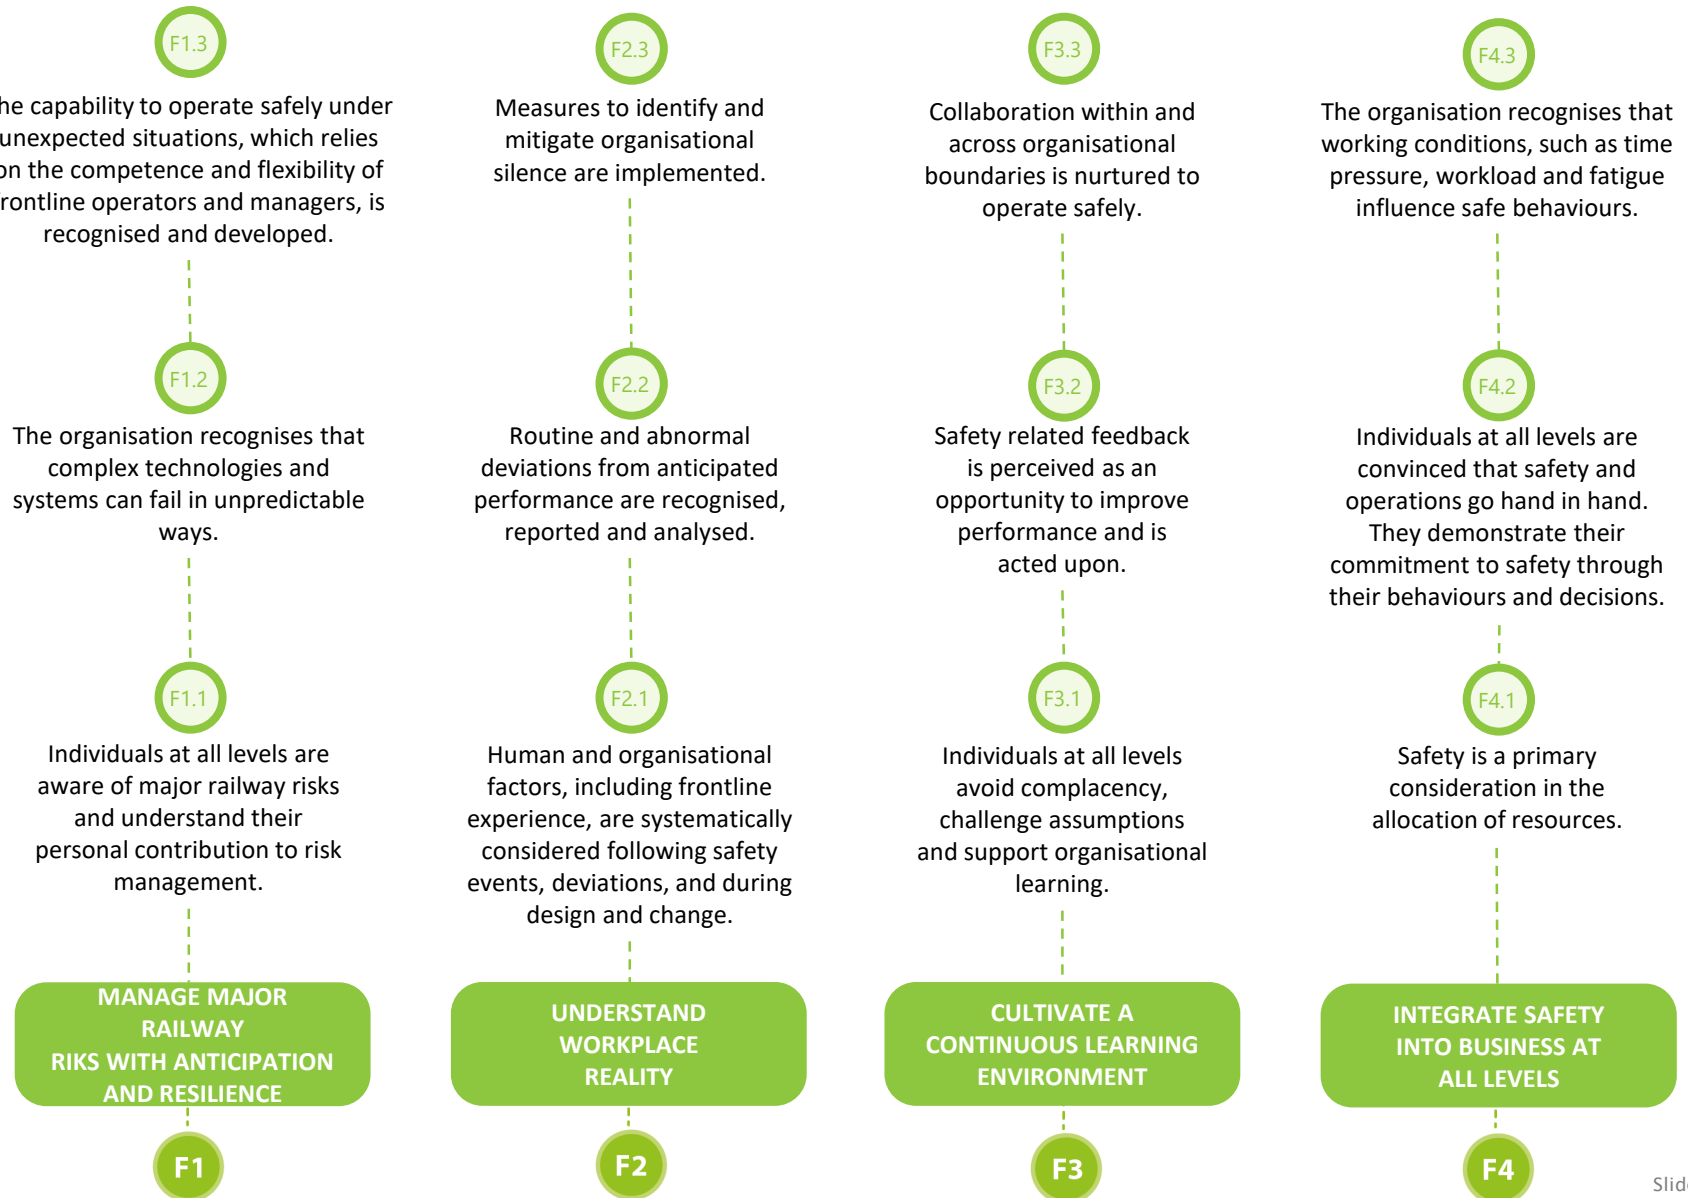 F1.3
he capability to operate safely under
unexpected situations, which relies
on the competence and flexibility of
frontline operators and managers, is
recognised and developed.
F1.2
The organisation recognises that
complex technologies and
systems can fail in unpredictable
ways.
F1.1
Individuals at all levels are
aware of major railway risks
and understand their
personal contribution to risk
management.
MANAGE MAJOR
RAILWAY
RIKS WITH ANTICIPATION
AND RESILIENCE
F1
F2.3
Measures to identify and
mitigate organisational
silence are implemented.
F2.2
Routine and abnormal
deviations from anticipated
performance are recognised,
reported and analysed.
F2.1
Human and organisational
factors, including frontline
experience, are systematically
considered following safety
events, deviations, and during
design and change.
UNDERSTAND
WORKPLACE
REALITY
F2
F3.3
Collaboration within and
across organisational
boundaries is nurtured to
operate safely.
F3.2
Safety related feedback
is perceived as an
opportunity to improve
performance and is
acted upon.
F3.1
Individuals at all levels
avoid complacency,
challenge assumptions
and support organisational
learning.
CULTIVATE A
CONTINUOUS LEARNING
ENVIRONMENT
F3
F4.3
The organisation recognises that
working conditions, such as time
pressure, workload and fatigue
influence safe behaviours.
F4.2
Individuals at all levels are
convinced that safety and
operations go hand in hand.
They demonstrate their
commitment to safety through
their behaviours and decisions.
F4.1
Safety is a primary
consideration in the
allocation of resources.
INTEGRATE SAFETY
INTO BUSINESS AT
ALL LEVELS
F4
Slid